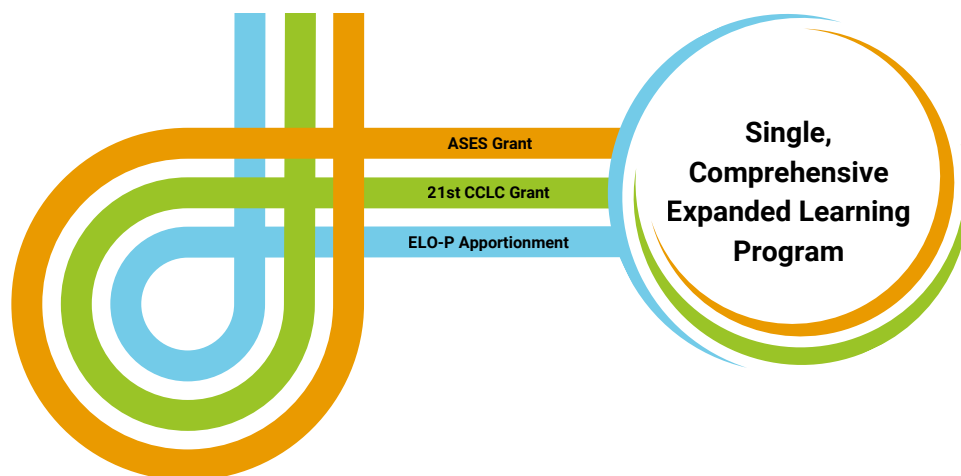 ASES Grant
21st CCLC Grant
ELO-P Apportionment
Single,
Comprehensive
Expanded Learning
Program